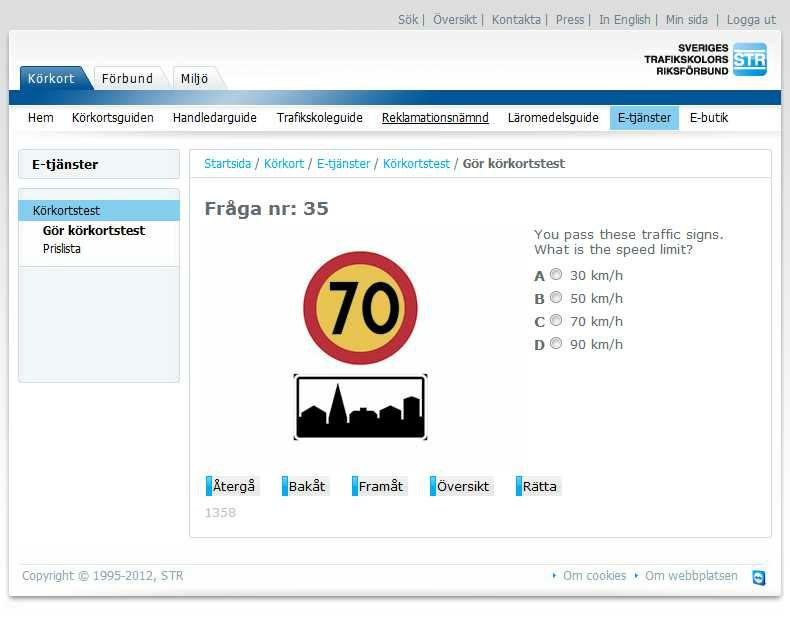 Sök | Översikt | Kontakta | Press | In English | Min sida | Logga ut
SVERIGES
TRAFIKSKOLORS
RIKSFÖRBUND
STR
Körkort Förbund Miljö
Hem Körkortsguiden Handledarguide Trafikskoleguide Reklamationsnämnd Läromedelsguide E-tjänster E-butik
E-tjänster
Körkortstest
Gör körkortstest
Prislista
Startsida / Körkort / E-tjänster / Körkortstest / Gör körkortstest
Fråga nr: 35
70
You pass these traffic signs.
What is the speed limit?
A 30 km/h
B 50 km/h
C 70 km/h
D 90 km/h
Återgå Bakåt Framåt Översikt Rätta
1358
Copyright © 1995-2012, STR
Om cookies Om webbplatsen